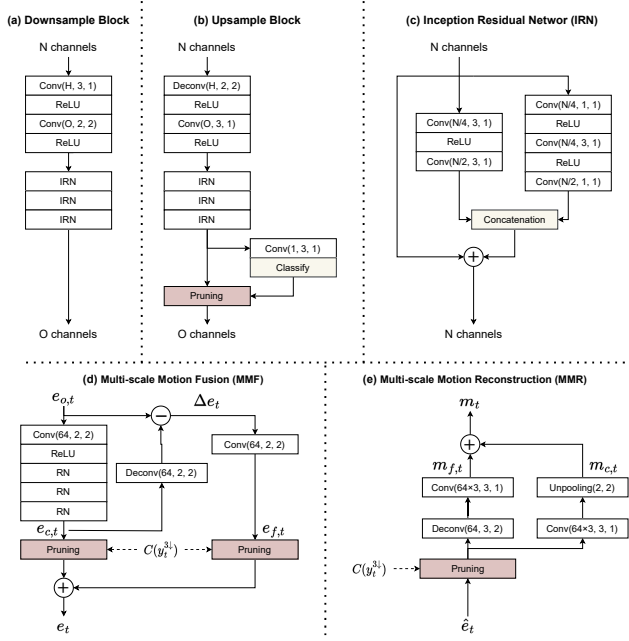 (a) Downsample Block
N channels
Conv(H, 3, 1)
ReLU
Conv(O, 2, 2)
ReLU
IRN
IRN
IRN
O channels
(b) Upsample Block
N channels
Deconv(H, 2, 2)
ReLU
Conv(O, 3, 1)
ReLU
IRN
IRN
IRN
Conv(1, 3, 1)
Classify
Pruning
O channels
(c) Inception Residual Networ (IRN)
N channels
Conv(N/4, 3, 1)
ReLU
Conv(N/2, 3, 1)
Conv(N/4, 1, 1)
ReLU
Conv(N/4, 3, 1)
ReLU
Conv(N/2, 1, 1)
Concatenation
+
N channels
(d) Multi-scale Motion Fusion (MMF)
e_{o,t}
−
Δe_t
Conv(64, 2, 2)
ReLU
RN
RN
RN
Deconv(64, 2, 2)
Conv(64, 2, 2)
e_{c,t}
e_{f,t}
Pruning
C(y_t^{3↓})
Pruning
+
e_t
(e) Multi-scale Motion Reconstruction (MMR)
m_t
+
m_{f,t}
m_{c,t}
Conv(64×3, 3, 1)
Unpooling(2, 2)
Deconv(64, 3, 2)
Conv(64×3, 3, 1)
C(y_t^{3↓})
Pruning
ê_t